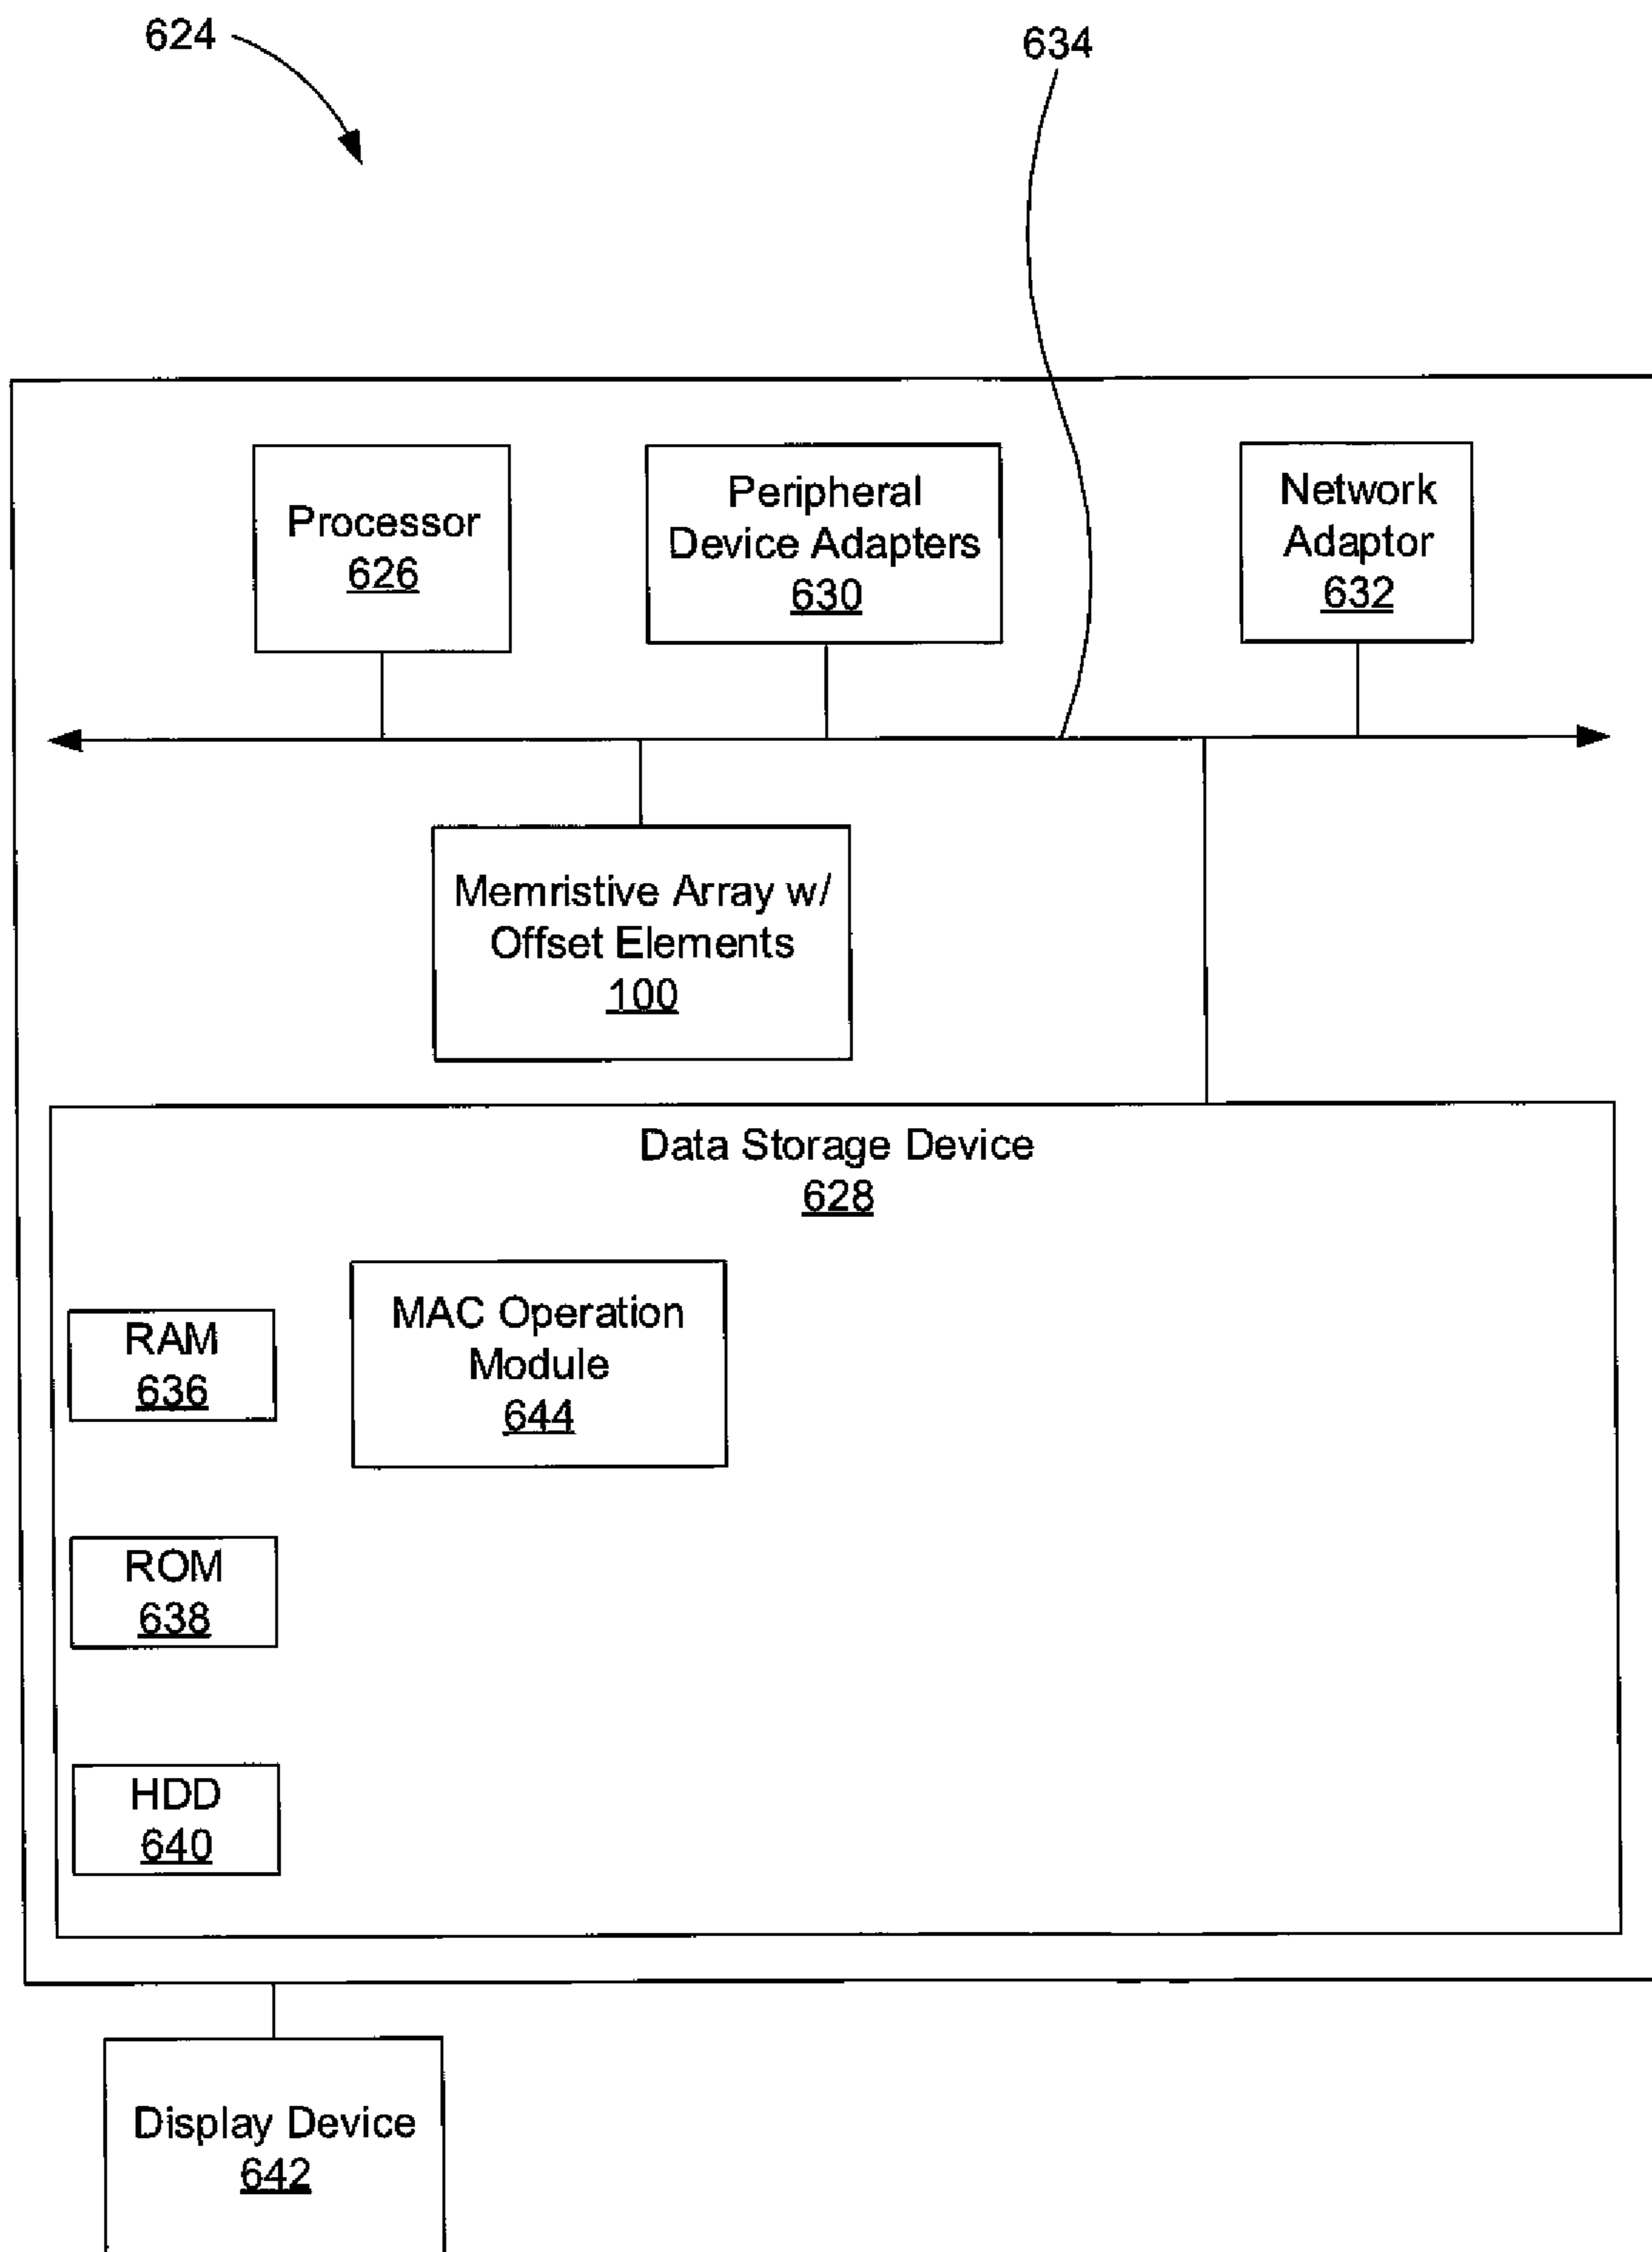 624
634
Processor
626
Peripheral
Device Adapters
630
Network
Adaptor
632
Memristive Array w/
Offset Elements
100
Data Storage Device
628
MAC Operation
Module
644
RAM
636
ROM
638
HDD
640
Display Device
642